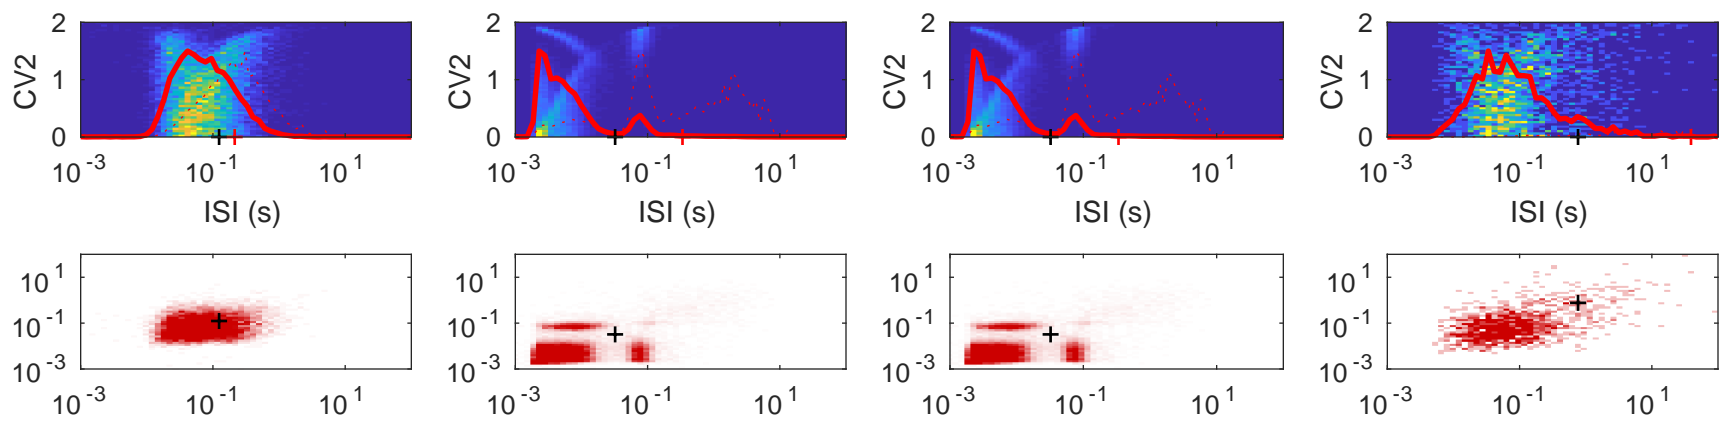 2 2 2 2
CV2 1 CV2 1 CV2 1 CV2 1
0 0 0 0
10^-3 10^-1 10^1 10^-3 10^-1 10^1 10^-3 10^-1 10^1 10^-3 10^-1 10^1
ISI (s) ISI (s) ISI (s) ISI (s)
10^1 10^1 10^1 10^1
10^-1 10^-1 10^-1 10^-1
10^-3 10^-3 10^-3 10^-3
10^-3 10^-1 10^1 10^-3 10^-1 10^1 10^-3 10^-1 10^1 10^-3 10^-1 10^1